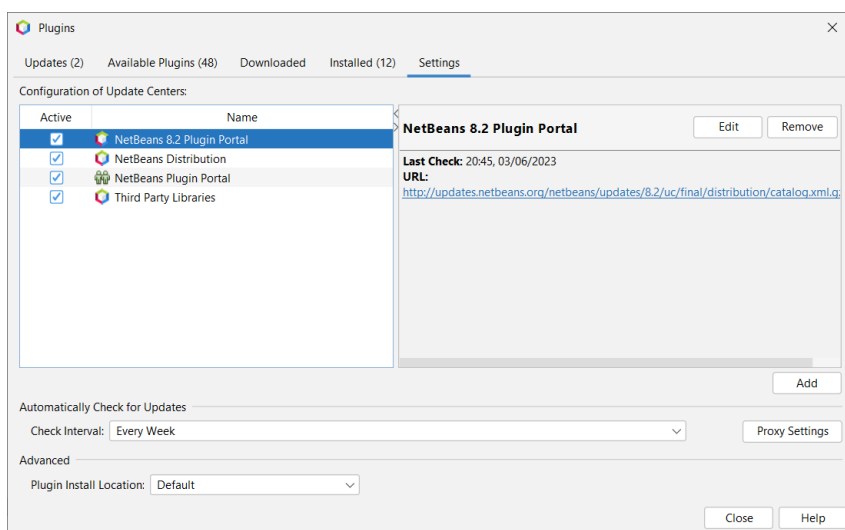 Plugins
Updates (2) Available Plugins (48) Downloaded Installed (12) Settings
Configuration of Update Centers:
Active Name
NetBeans 8.2 Plugin Portal
NetBeans Distribution
NetBeans Plugin Portal
Third Party Libraries
NetBeans 8.2 Plugin Portal Edit Remove
Last Check: 20:45, 03/06/2023
URL:
http://updates.netbeans.org/netbeans/updates/8.2/uc/final/distribution/catalog.xml.gz
Add
Automatically Check for Updates
Check Interval: Every Week Proxy Settings
Advanced
Plugin Install Location: Default
Close Help